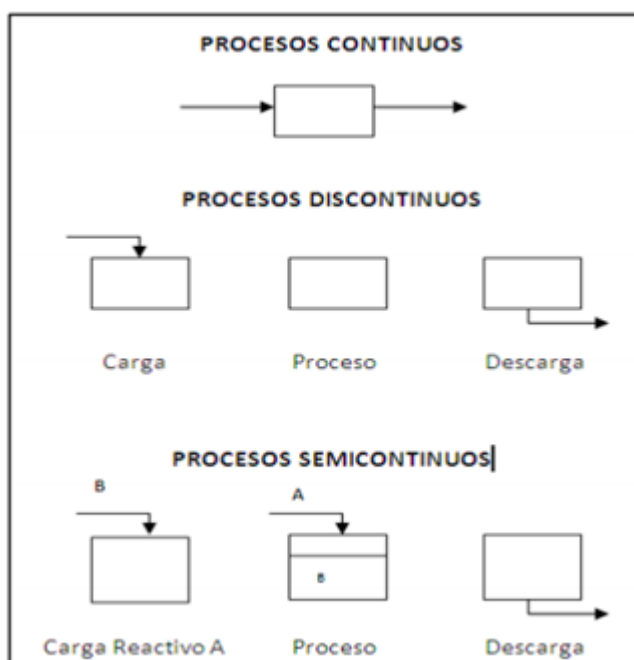 PROCESOS CONTINUOS
PROCESOS DISCONTINUOS
Carga Proceso Descarga
PROCESOS SEMICONTINUOS
B A
B
Carga Reactivo A Proceso Descarga